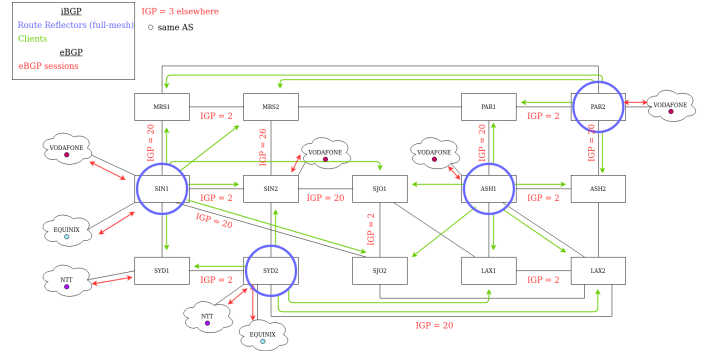 iBGP
Route Reflectors (full-mesh)
Clients
eBGP
eBGP sessions
IGP = 3 elsewhere
same AS
MRS1
MRS2
PAR1
PAR2
VODAFONE
IGP = 2
IGP = 2
IGP = 20
IGP = 26
IGP = 20
IGP = 20
VODAFONE
VODAFONE
VODAFONE
SIN1
SIN2
SJO1
ASH1
ASH2
IGP = 2
IGP = 20
IGP = 2
EQUINIX
IGP = 20
IGP = 2
NTT
SYD1
SYD2
SJO2
LAX1
LAX2
IGP = 2
IGP = 2
NTT
EQUINIX
IGP = 20